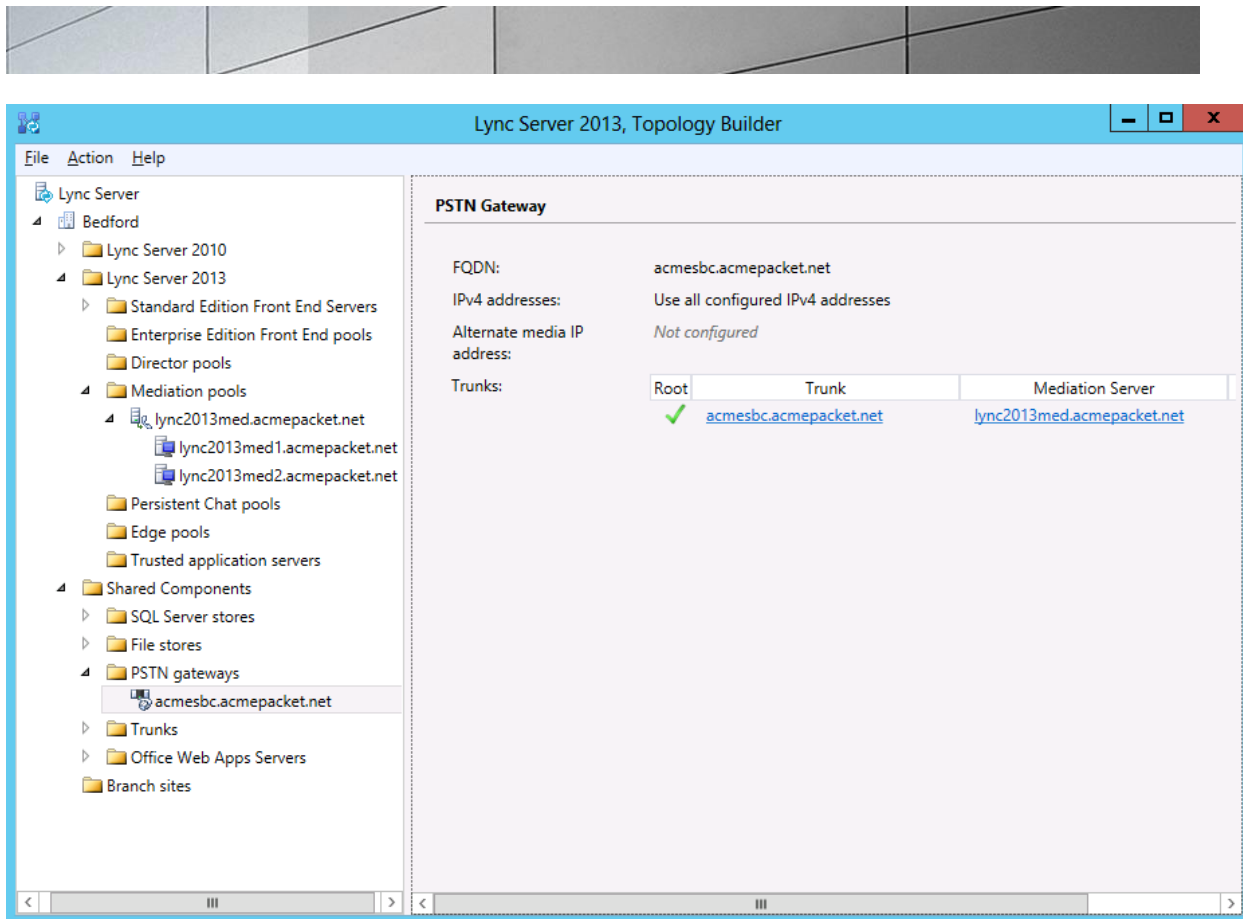 Lync Server 2013, Topology Builder
File Action Help
Lync Server
Bedford
Lync Server 2010
Lync Server 2013
Standard Edition Front End Servers
Enterprise Edition Front End pools
Director pools
Mediation pools
lync2013med.acmepacket.net
lync2013med1.acmepacket.net
lync2013med2.acmepacket.net
Persistent Chat pools
Edge pools
Trusted application servers
Shared Components
SQL Server stores
File stores
PSTN gateways
acmesbc.acmepacket.net
Trunks
Office Web Apps Servers
Branch sites
PSTN Gateway
FQDN: acmesbc.acmepacket.net
IPv4 addresses: Use all configured IPv4 addresses
Alternate media IP Not configured
address:
Trunks: Root Trunk Mediation Server
acmesbc.acmepacket.net lync2013med.acmepacket.net